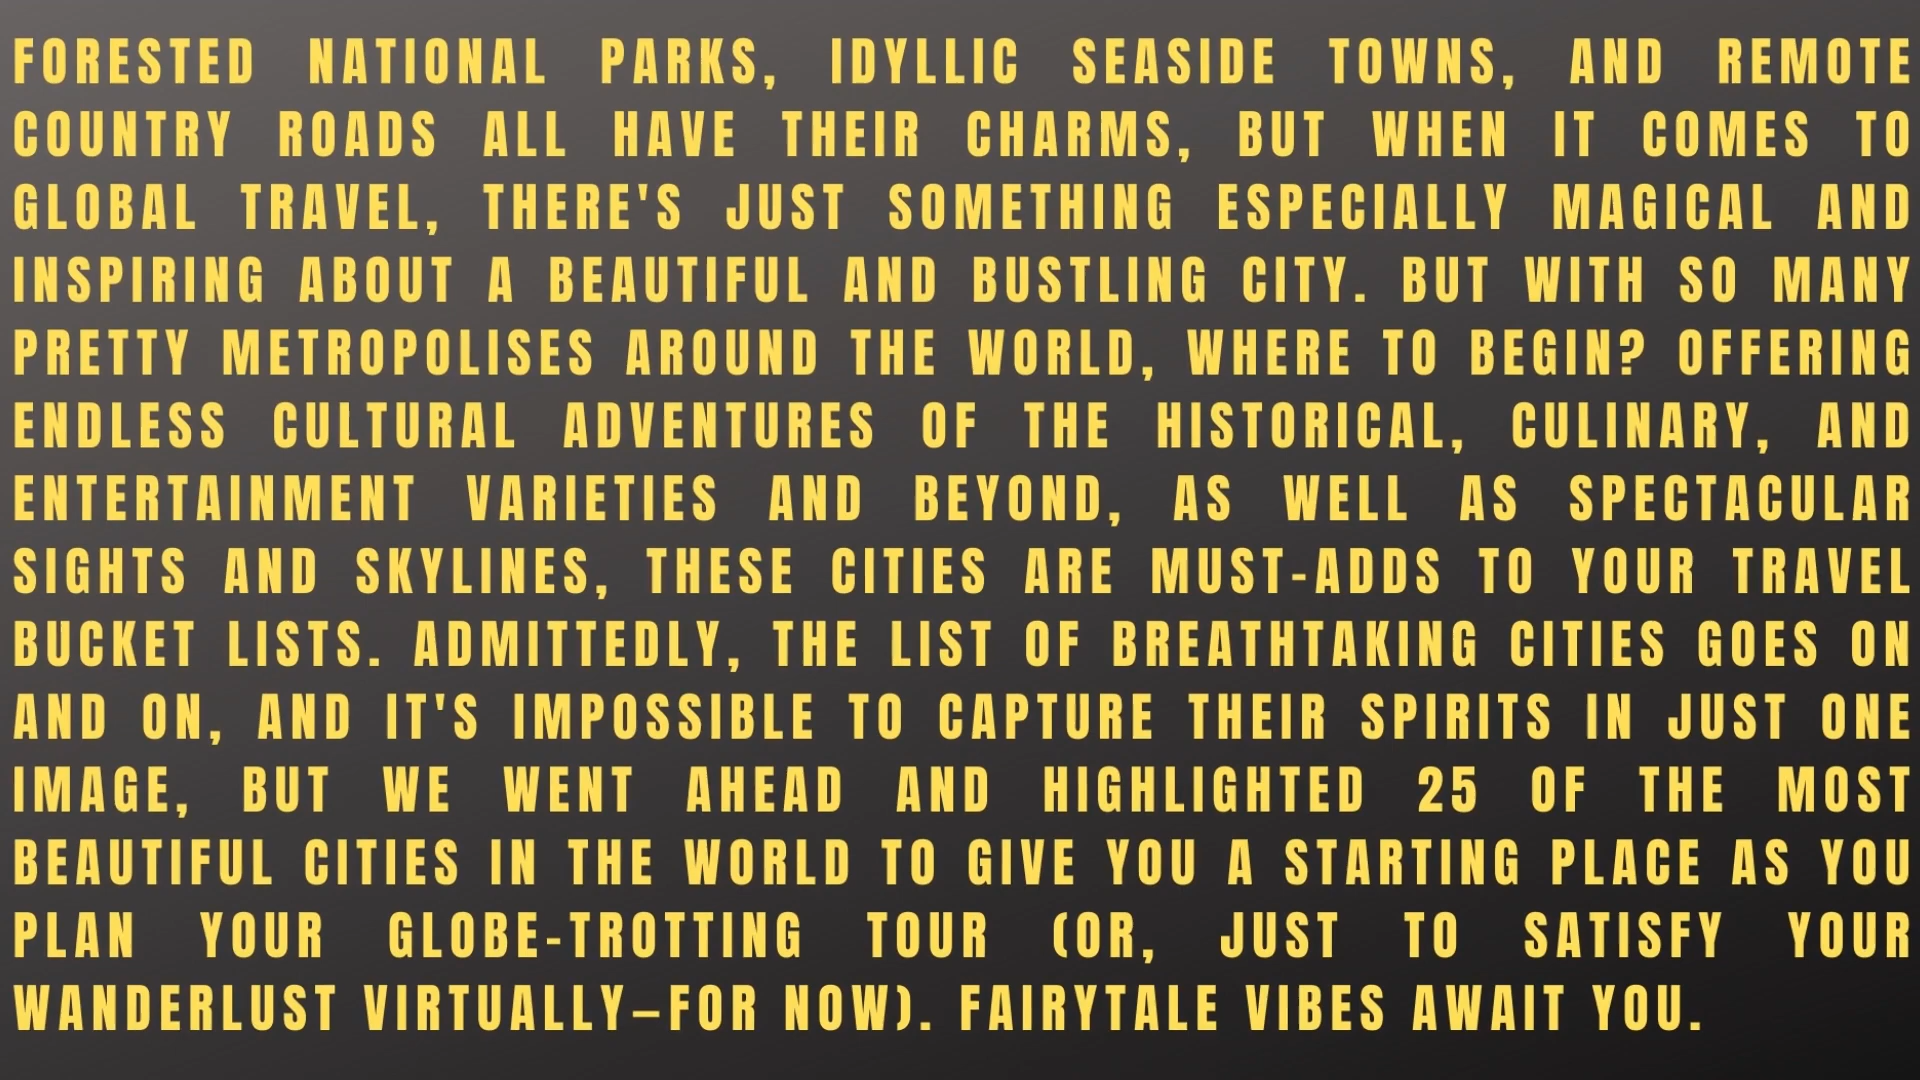 FORESTED NATIONAL PARKS, IDYLLIC SEASIDE TOWNS, AND REMOTE
COUNTRY ROADS ALL HAVE THEIR CHARMS, BUT WHEN IT COMES TO
GLOBAL TRAVEL, THERE'S JUST SOMETHING ESPECIALLY MAGICAL AND
INSPIRING ABOUT A BEAUTIFUL AND BUSTLING CITY. BUT WITH SO MANY
PRETTY METROPOLISES AROUND THE WORLD, WHERE TO BEGIN? OFFERING
ENDLESS CULTURAL ADVENTURES OF THE HISTORICAL, CULINARY, AND
ENTERTAINMENT VARIETIES AND BEYOND, AS WELL AS SPECTACULAR
SIGHTS AND SKYLINES, THESE CITIES ARE MUST-ADDS TO YOUR TRAVEL
BUCKET LISTS. ADMITTEDLY, THE LIST OF BREATHTAKING CITIES GOES ON
AND ON, AND IT'S IMPOSSIBLE TO CAPTURE THEIR SPIRITS IN JUST ONE
IMAGE, BUT WE WENT AHEAD AND HIGHLIGHTED 25 OF THE MOST
BEAUTIFUL CITIES IN THE WORLD TO GIVE YOU A STARTING PLACE AS YOU
PLAN YOUR GLOBE-TROTTING TOUR (OR, JUST TO SATISFY YOUR
WANDERLUST VIRTUALLY—FOR NOW). FAIRYTALE VIBES AWAIT YOU.